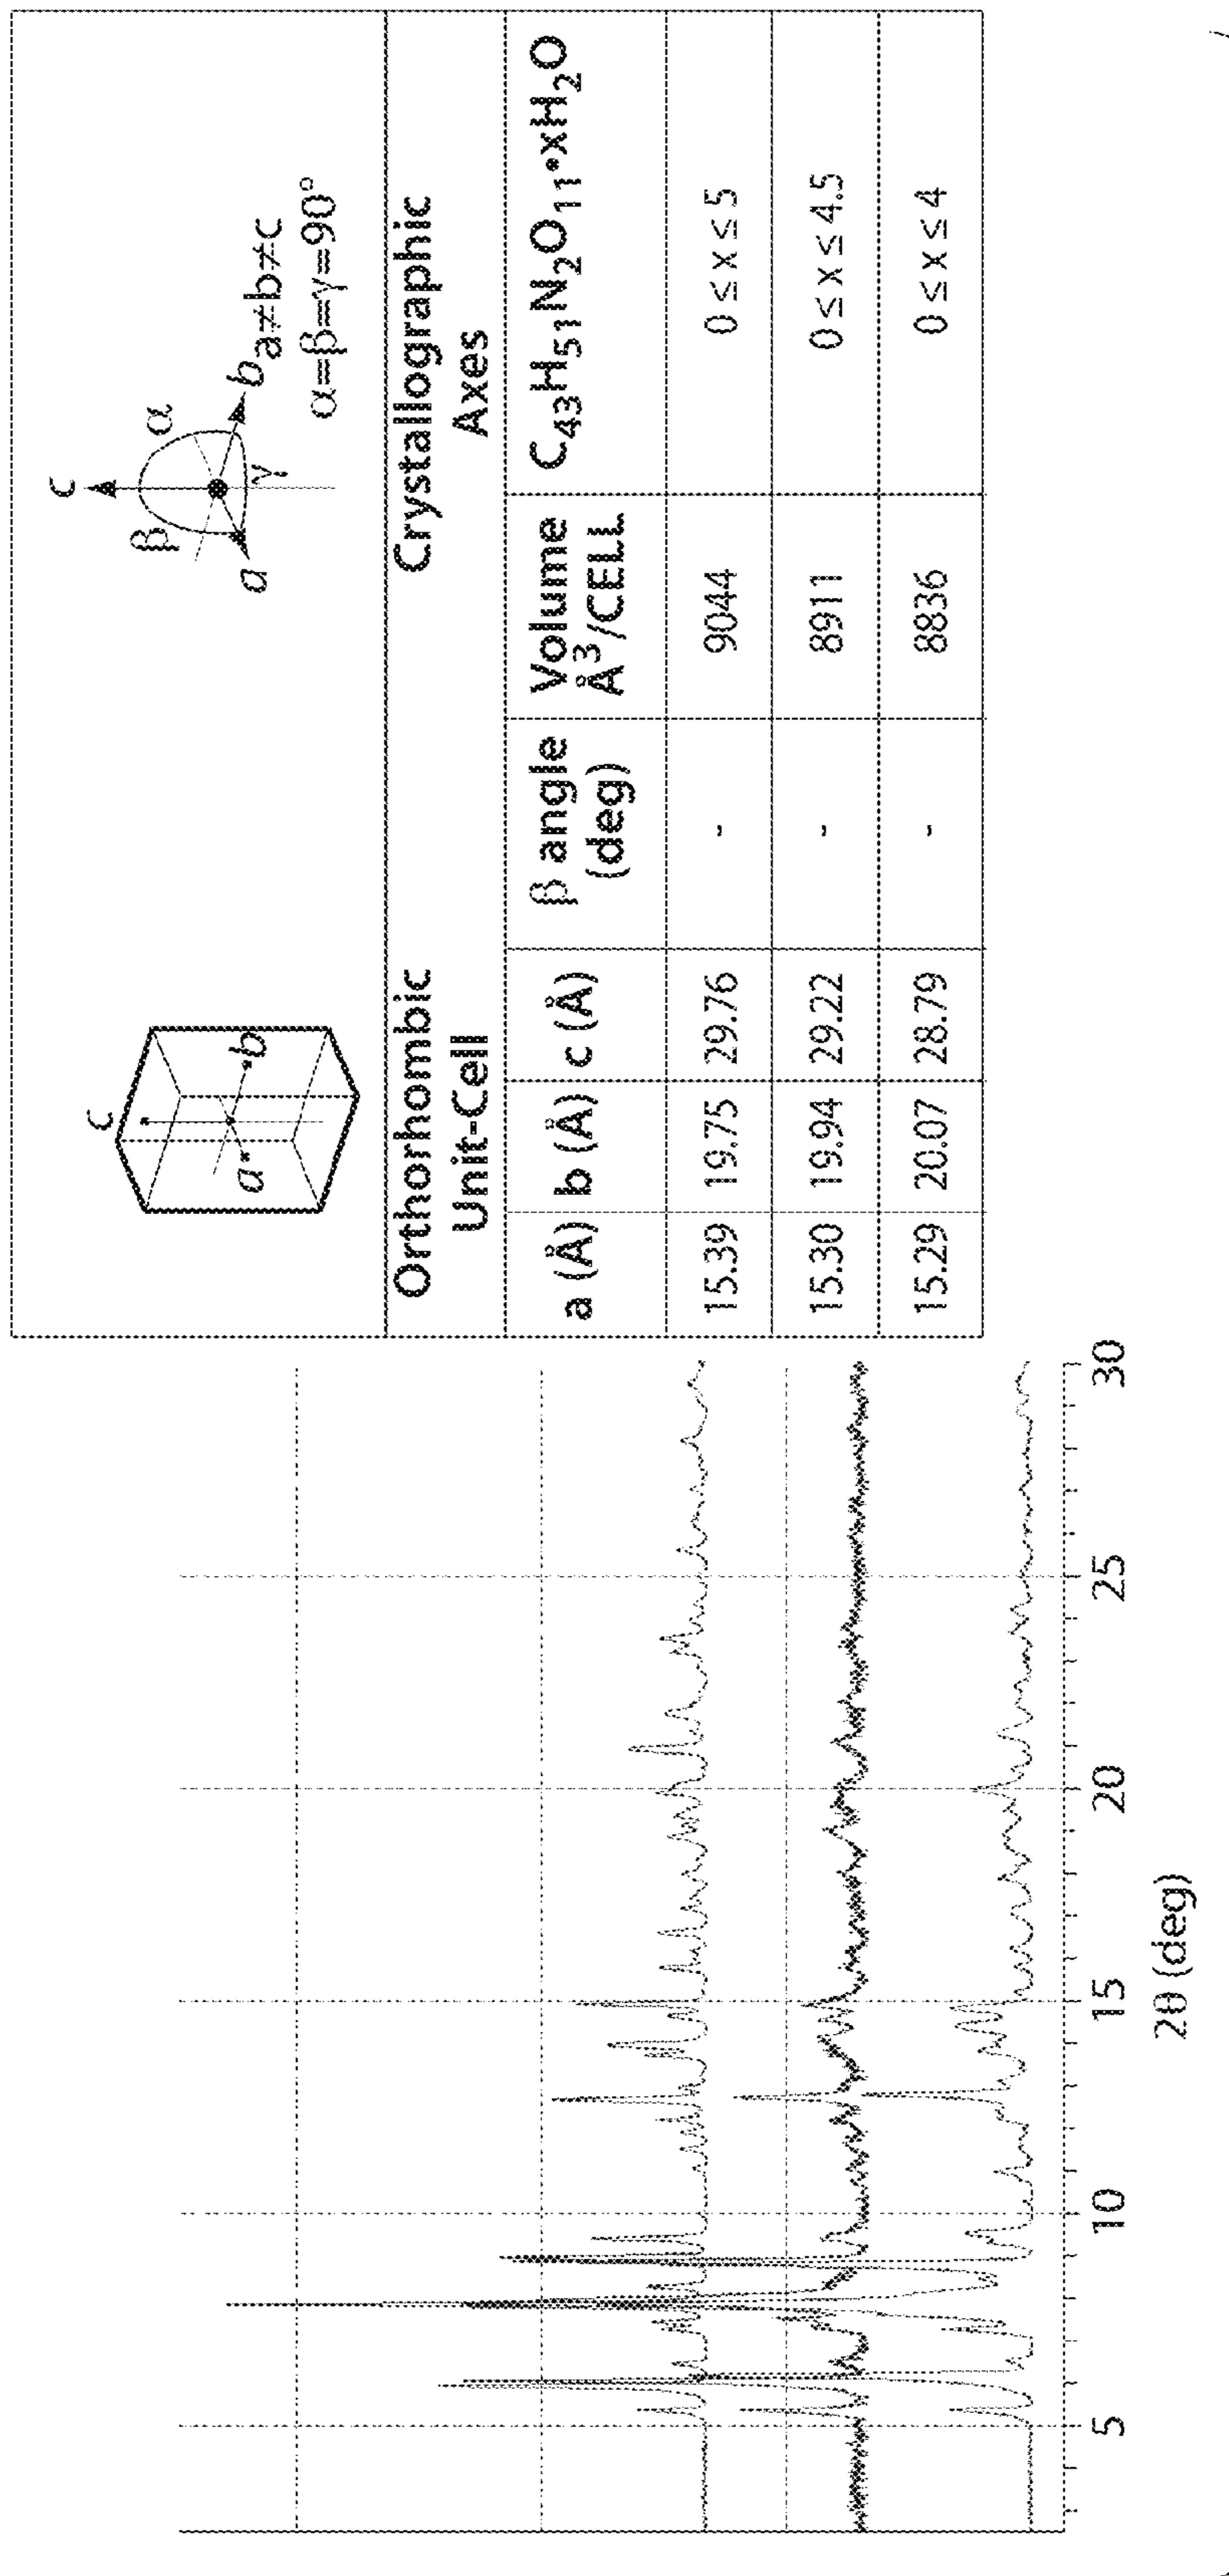 c
a
b
c
β
α
γ
a
b
a≠b≠c
α=β=γ=90°
Orthorhombic Unit-Cell
Crystallographic Axes
a (Å) b (Å) c (Å) β angle (deg) Volume Å³/CELL C₄₃H₅₁N₂O₁₁•xH₂O
15.39 19.75 29.76 - 9044 0 ≤ x ≤ 5
15.30 19.94 29.22 - 8911 0 ≤ x ≤ 4.5
15.29 20.07 28.79 - 8836 0 ≤ x ≤ 4
5 10 15 20 25 30
2θ (deg)